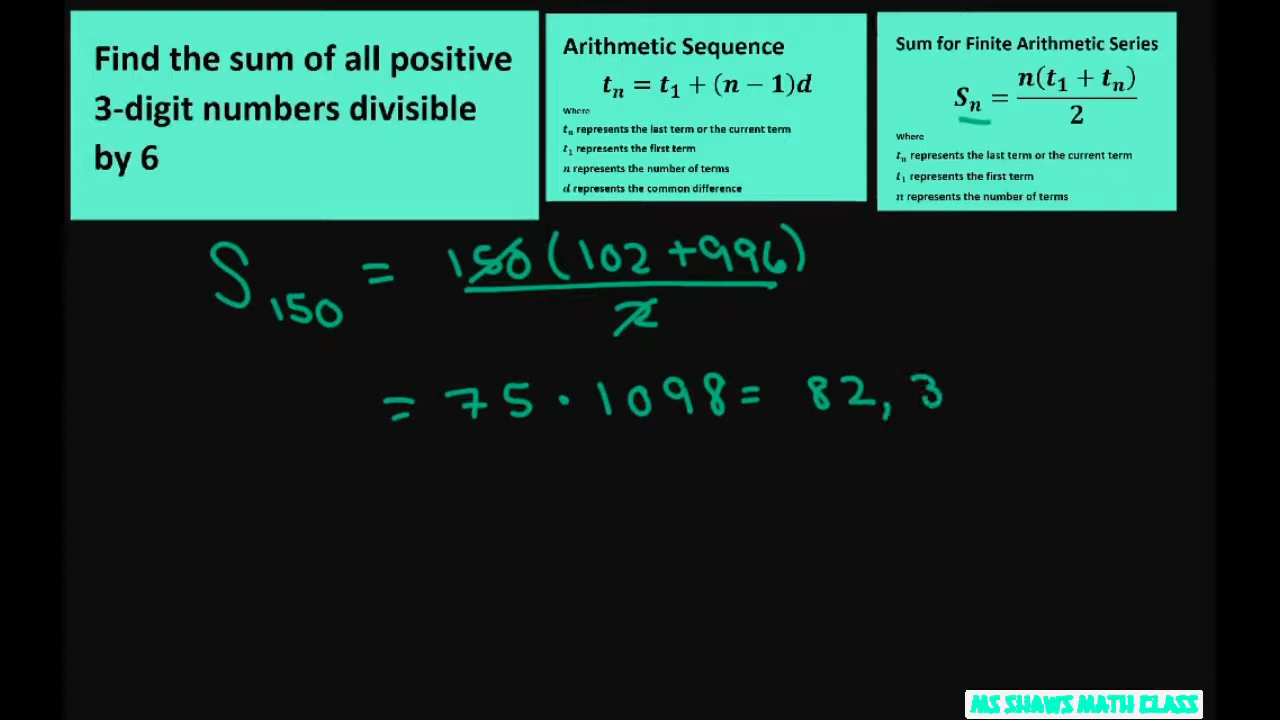 Find the sum of all positive
3-digit numbers divisible
by 6
Arithmetic Sequence
tₙ = t₁ + (n − 1)d
Where
tₙ represents the last term or the current term
t₁ represents the first term
n represents the number of terms
d represents the common difference
Sum for Finite Arithmetic Series
Sₙ = n(t₁ + tₙ) / 2
Where
tₙ represents the last term or the current term
t₁ represents the first term
n represents the number of terms
S₁₅₀ = 150(102 + 996) / 2
= 75 · 1098 = 82, 3
MS SHAWS MATH CLASS